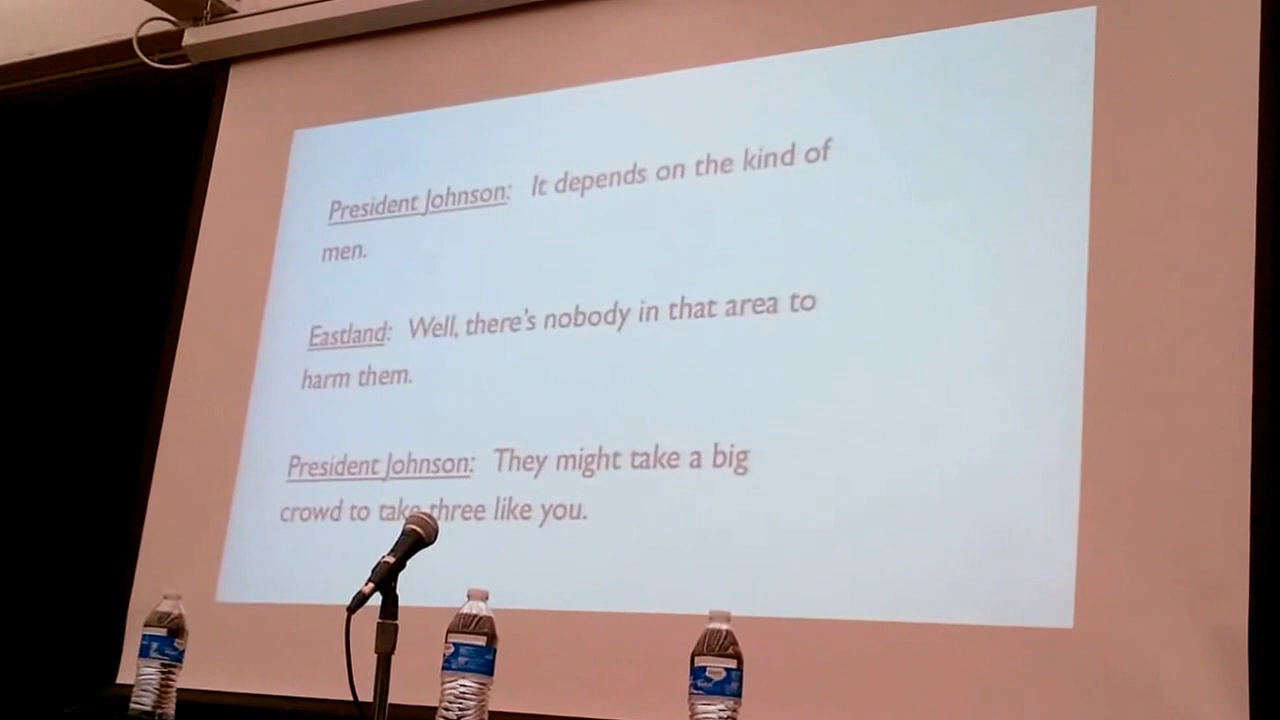 President Johnson: It depends on the kind of
men.
Eastland: Well, there's nobody in that area to
harm them.
President Johnson: They might take a big
crowd to take three like you.